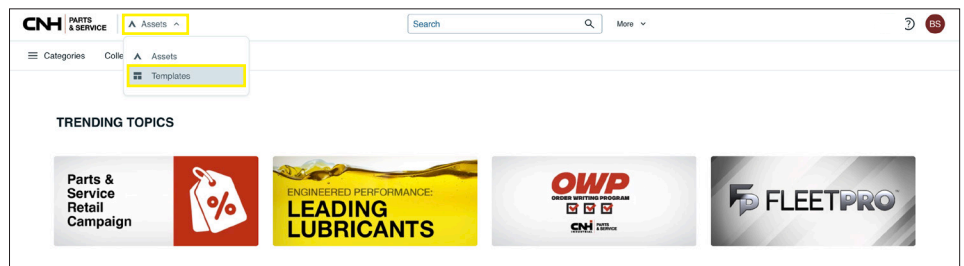 CNH PARTS & SERVICE Assets Search More ? BS
Categories Colle
Assets
Templates
TRENDING TOPICS
Parts &
Service
Retail
Campaign
%
ENGINEERED PERFORMANCE:
LEADING
LUBRICANTS
OWP
ORDER WRITING PROGRAM
CNH INDUSTRIAL PARTS & SERVICE
FLEETPRO